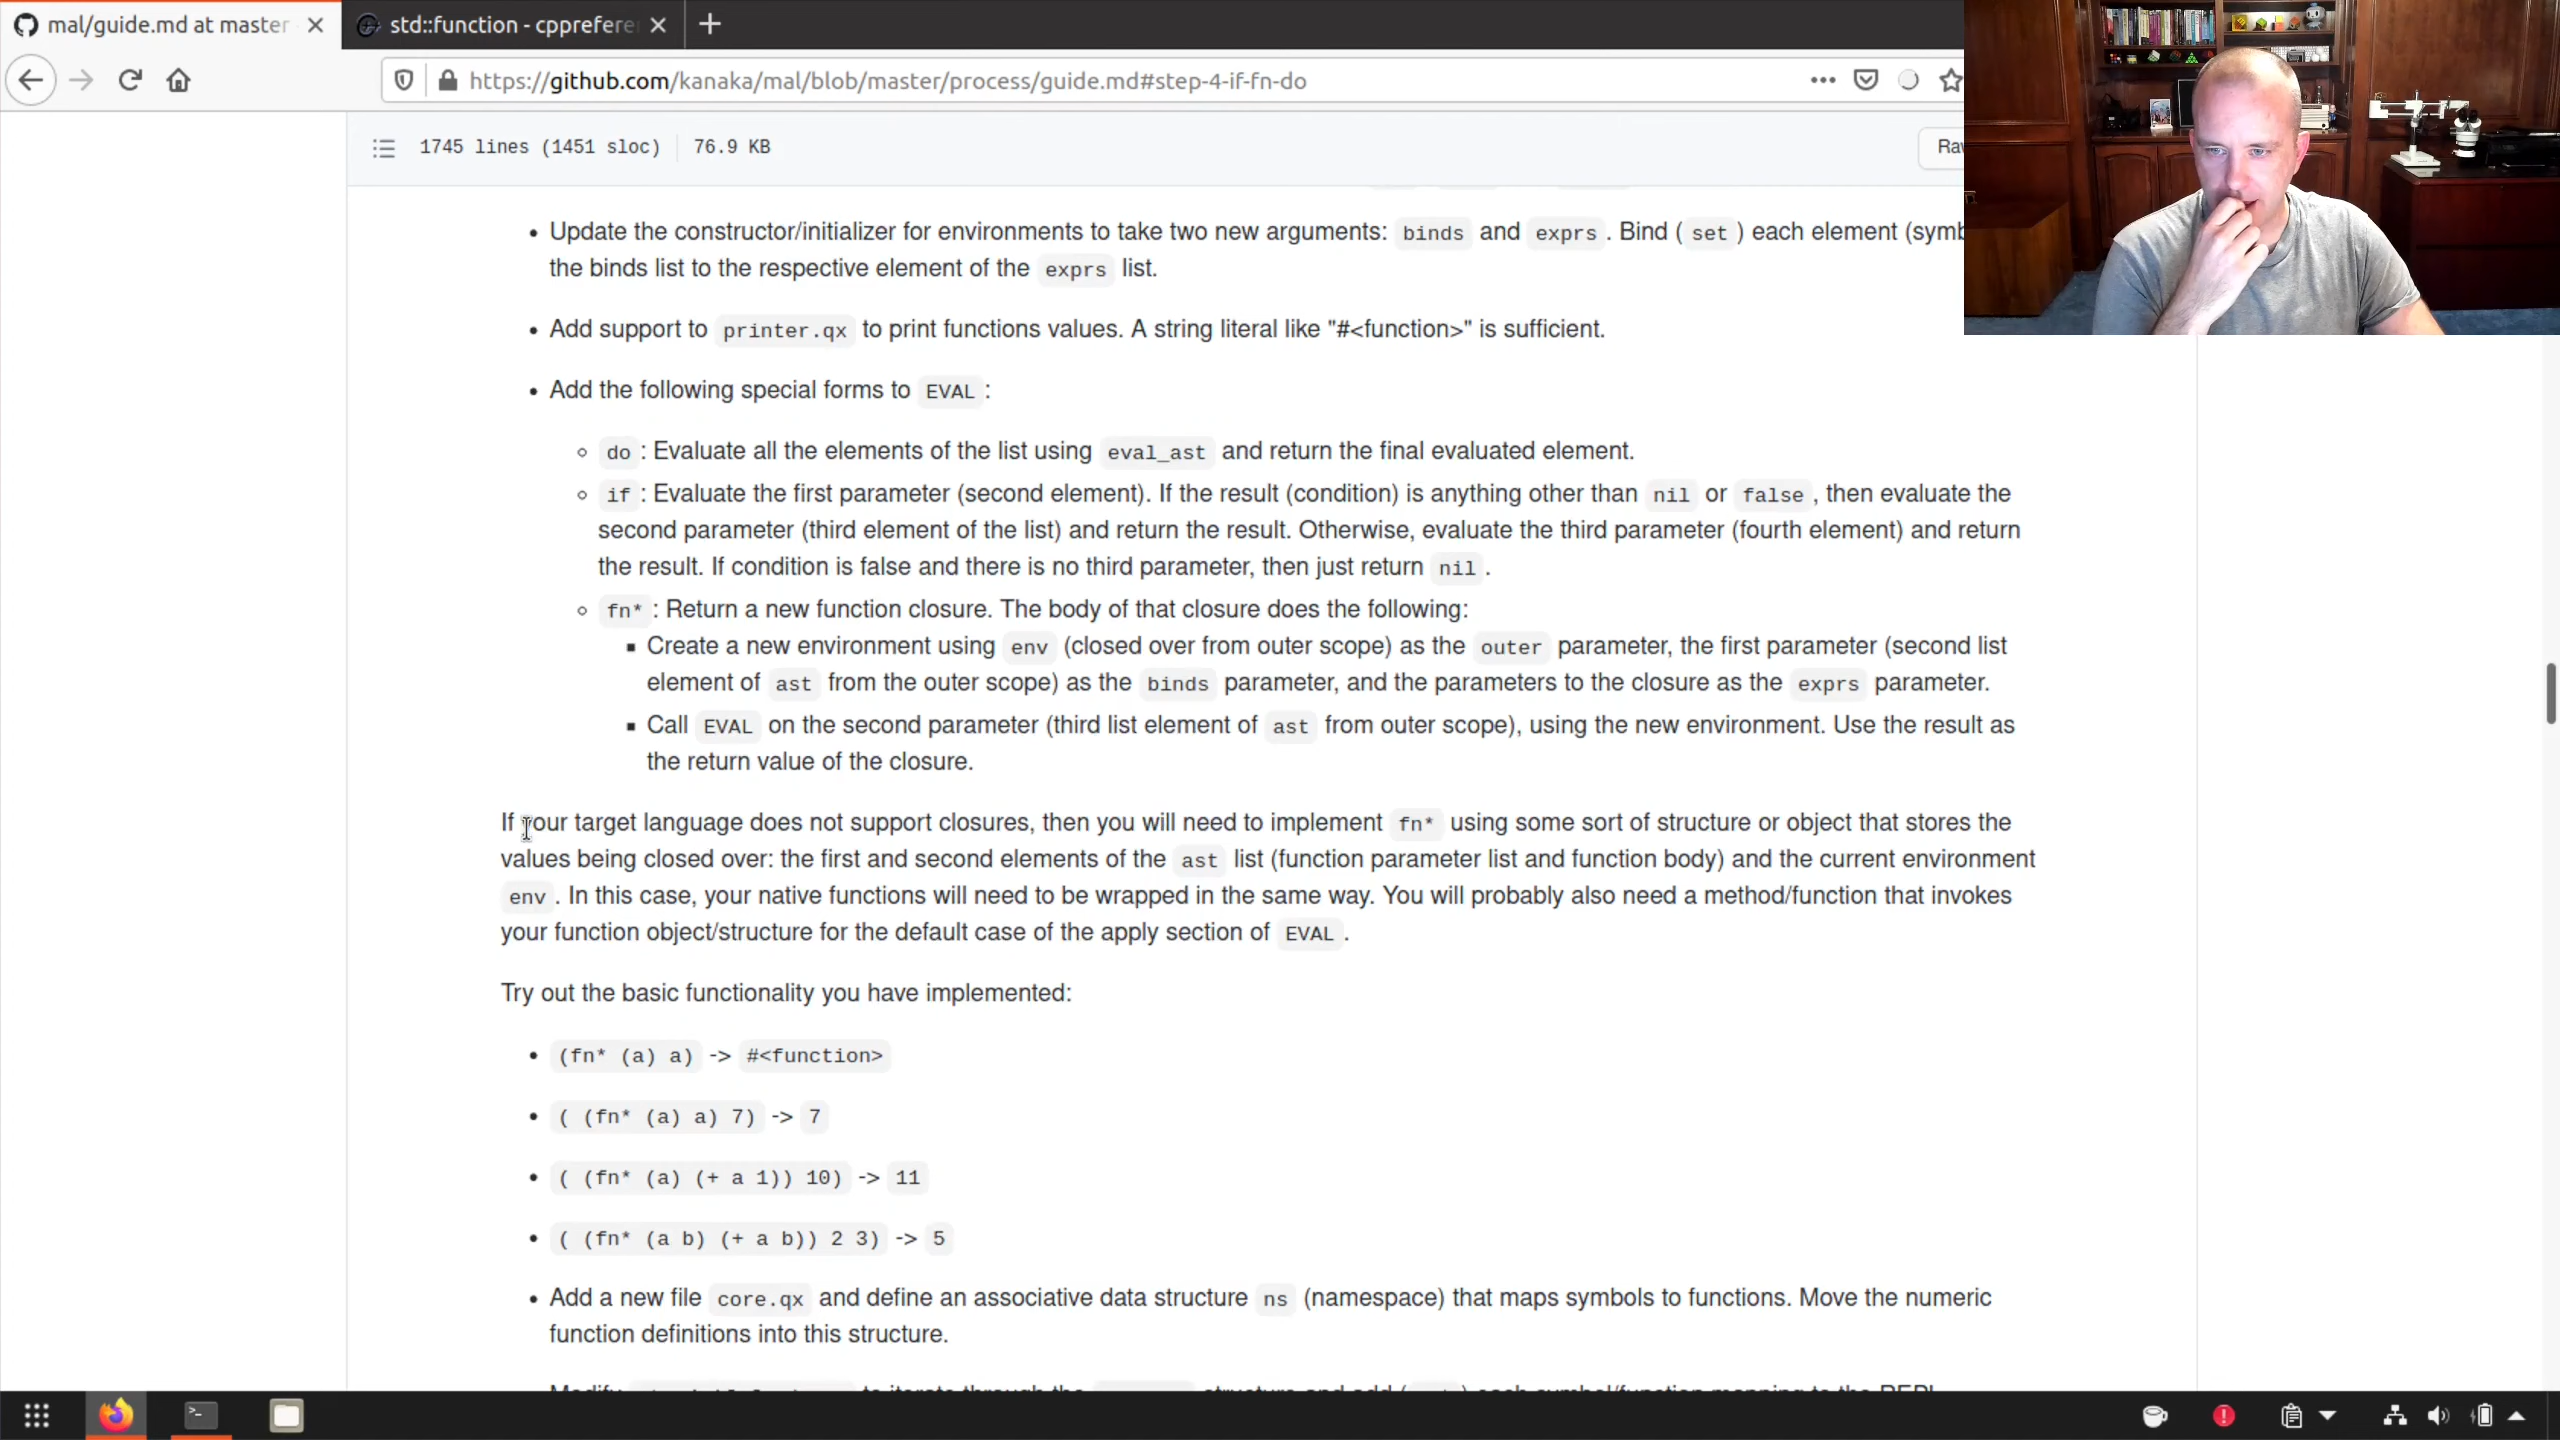 mal/guide.md at master
std::function - cpprefere
https://github.com/kanaka/mal/blob/master/process/guide.md#step-4-if-fn-do
1745 lines (1451 sloc) 76.9 KB
Raw
• Update the constructor/initializer for environments to take two new arguments: binds and exprs . Bind ( set ) each element (symb
the binds list to the respective element of the exprs list.
• Add support to printer.qx to print functions values. A string literal like "#<function>" is sufficient.
• Add the following special forms to EVAL :
do : Evaluate all the elements of the list using eval_ast and return the final evaluated element.
if : Evaluate the first parameter (second element). If the result (condition) is anything other than nil or false , then evaluate the
second parameter (third element of the list) and return the result. Otherwise, evaluate the third parameter (fourth element) and return
the result. If condition is false and there is no third parameter, then just return nil .
fn* : Return a new function closure. The body of that closure does the following:
Create a new environment using env (closed over from outer scope) as the outer parameter, the first parameter (second list
element of ast from the outer scope) as the binds parameter, and the parameters to the closure as the exprs parameter.
Call EVAL on the second parameter (third list element of ast from outer scope), using the new environment. Use the result as
the return value of the closure.
If your target language does not support closures, then you will need to implement fn* using some sort of structure or object that stores the
values being closed over: the first and second elements of the ast list (function parameter list and function body) and the current environment
env . In this case, your native functions will need to be wrapped in the same way. You will probably also need a method/function that invokes
your function object/structure for the default case of the apply section of EVAL .
Try out the basic functionality you have implemented:
• (fn* (a) a) -> #<function>
• ( (fn* (a) a) 7) -> 7
• ( (fn* (a) (+ a 1)) 10) -> 11
• ( (fn* (a b) (+ a b)) 2 3) -> 5
• Add a new file core.qx and define an associative data structure ns (namespace) that maps symbols to functions. Move the numeric
function definitions into this structure.